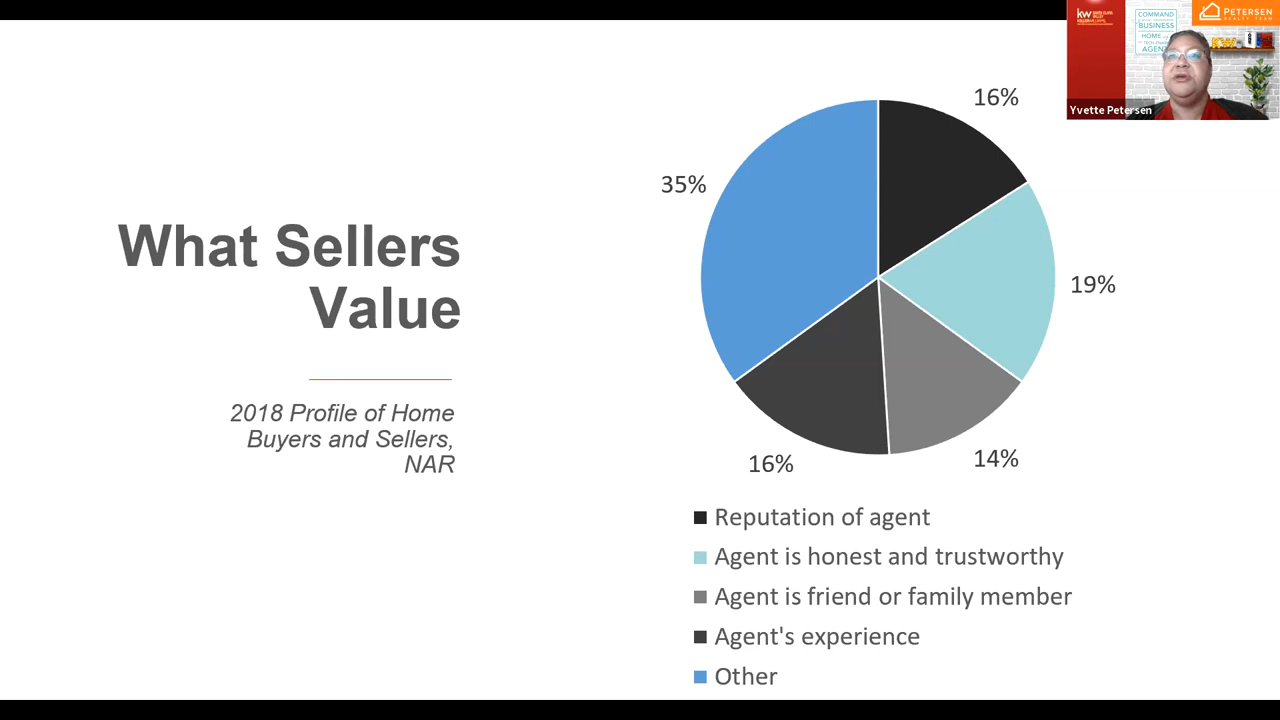 What Sellers
Value
2018 Profile of Home
Buyers and Sellers,
NAR
16%
35%
19%
16%
14%
Reputation of agent
Agent is honest and trustworthy
Agent is friend or family member
Agent's experience
Other
kw
COMMAND
BUSINESS
HOME
AGENT
PETERSEN
REALTY TEAM
Yvette Petersen